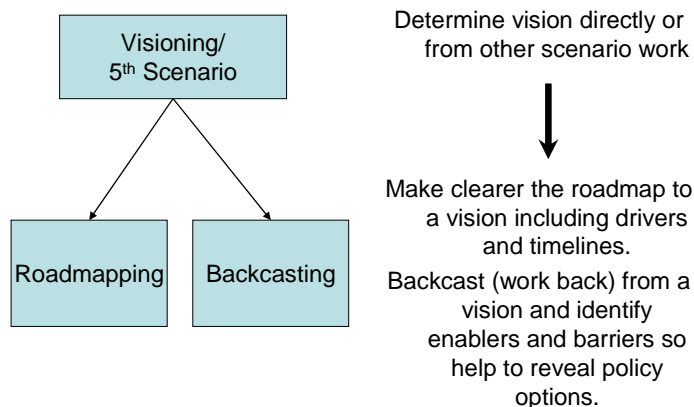 Visioning/
5th Scenario
Roadmapping
Backcasting
Determine vision directly or
from other scenario work
Make clearer the roadmap to
a vision including drivers
and timelines.
Backcast (work back) from a
vision and identify
enablers and barriers so
help to reveal policy
options.